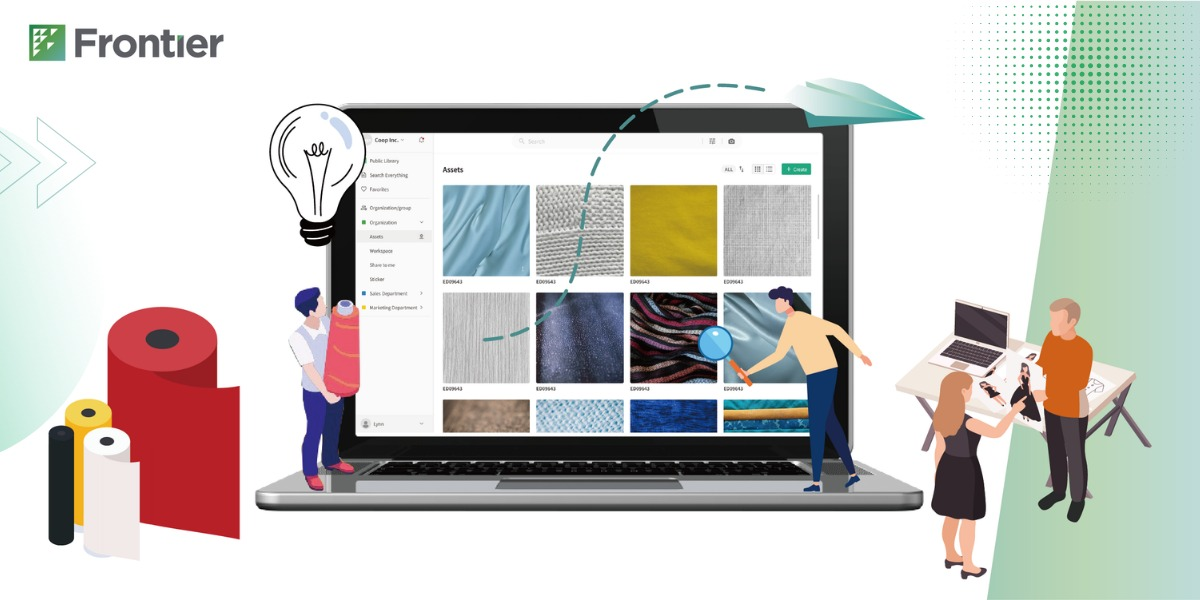 Frontier
Coop Inc.
Search
Public Library
Search Everything
Favorites
Organization/group
Organization
Assets
Workspace
Share to me
Sticker
Sales Department
Marketing Department
Lynn
Assets
ALL
+ Create
ED09643
ED09643
ED09643
ED09643
ED09643
ED09643
ED09643
ED09643